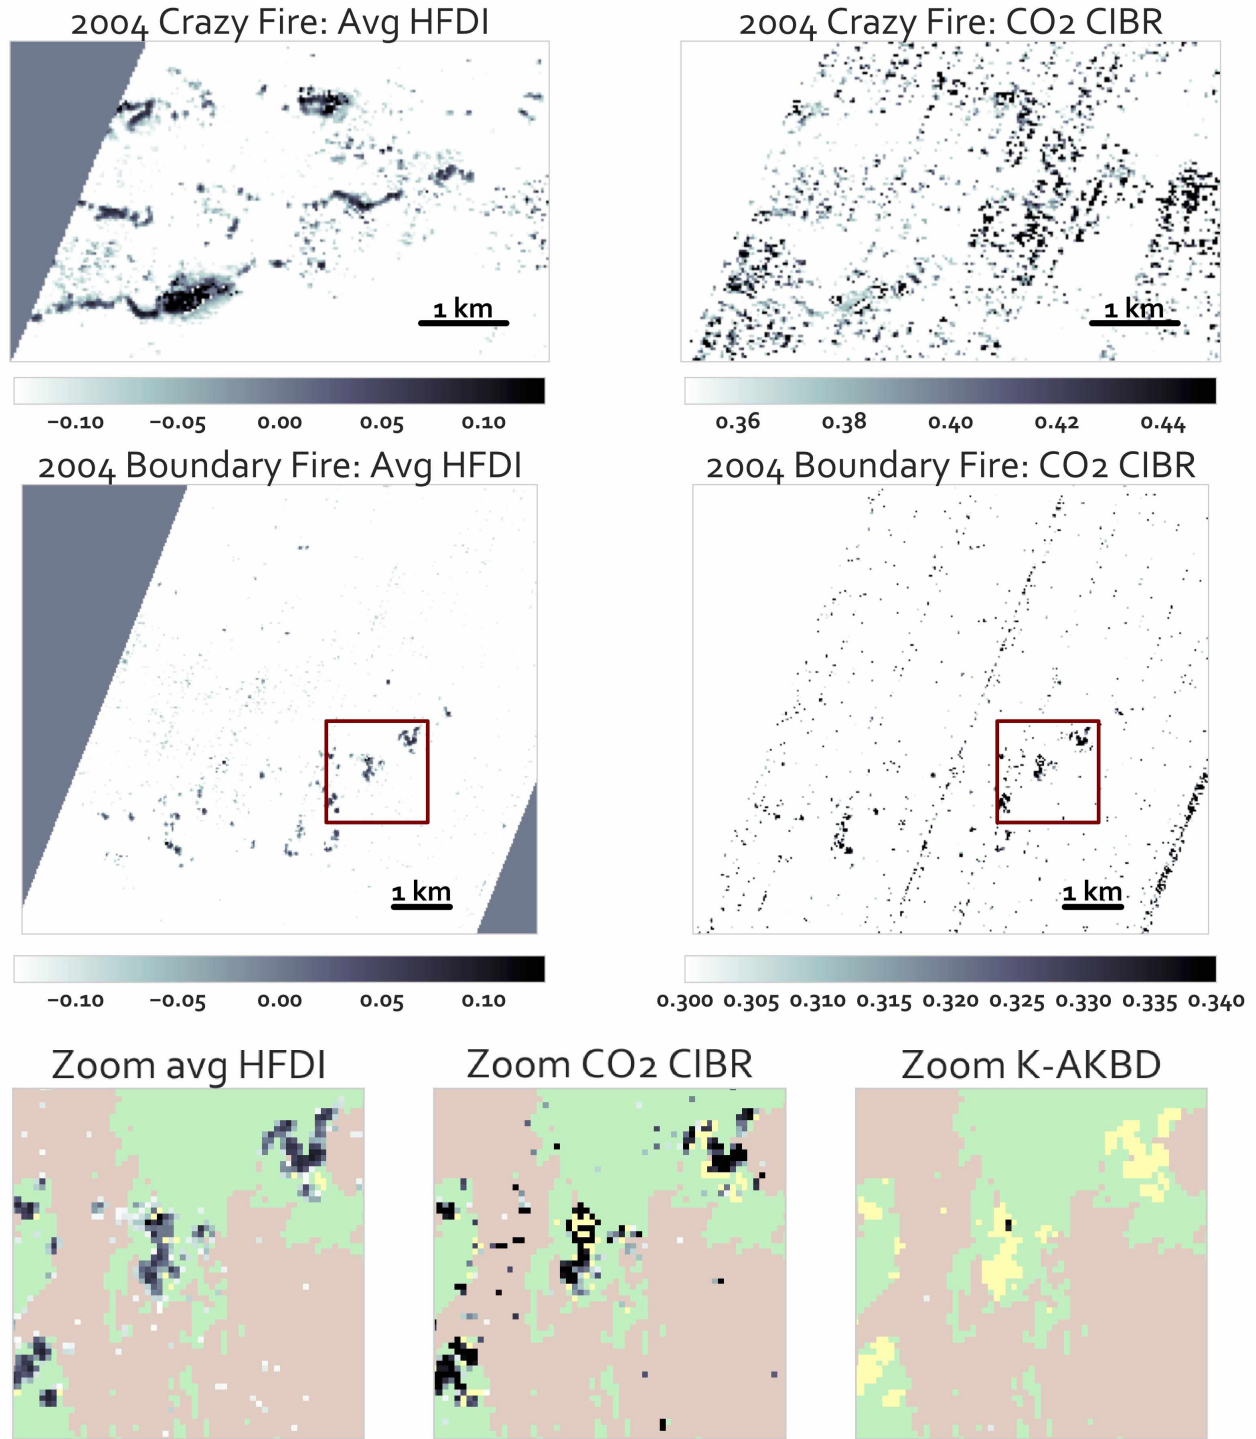 2004 Crazy Fire: Avg HFDI
2004 Crazy Fire: CO2 CIBR
1 km
1 km
−0.10 −0.05 0.00 0.05 0.10
0.36 0.38 0.40 0.42 0.44
2004 Boundary Fire: Avg HFDI
2004 Boundary Fire: CO2 CIBR
1 km
1 km
−0.10 −0.05 0.00 0.05 0.10
0.300 0.305 0.310 0.315 0.320 0.325 0.330 0.335 0.340
Zoom avg HFDI
Zoom CO2 CIBR
Zoom K-AKBD